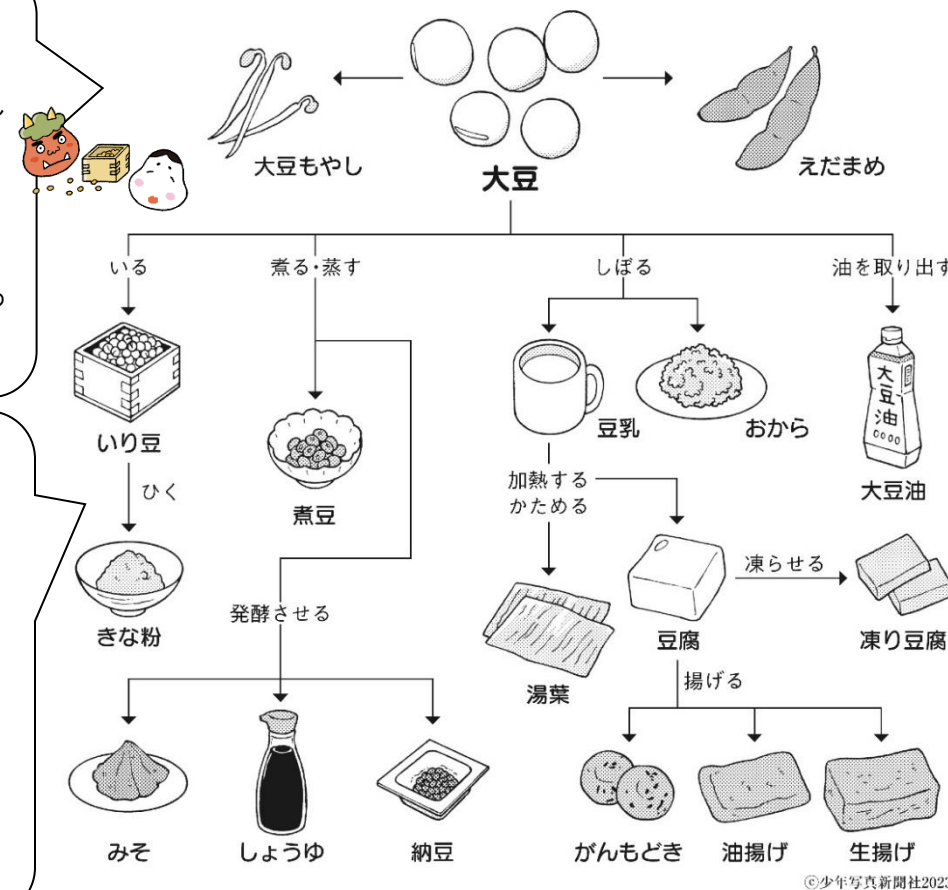 大豆もやし
大豆
えだまめ
いる
煮る・蒸す
しぼる
油を取り出す
大豆油
いり豆
豆乳
おから
大豆油
ひく
煮豆
加熱する
かためる
きな粉
発酵させる
湯葉
豆腐
凍らせる
凍り豆腐
揚げる
みそ
しょうゆ
納豆
がんもどき
油揚げ
生揚げ
©少年写真新聞社2023